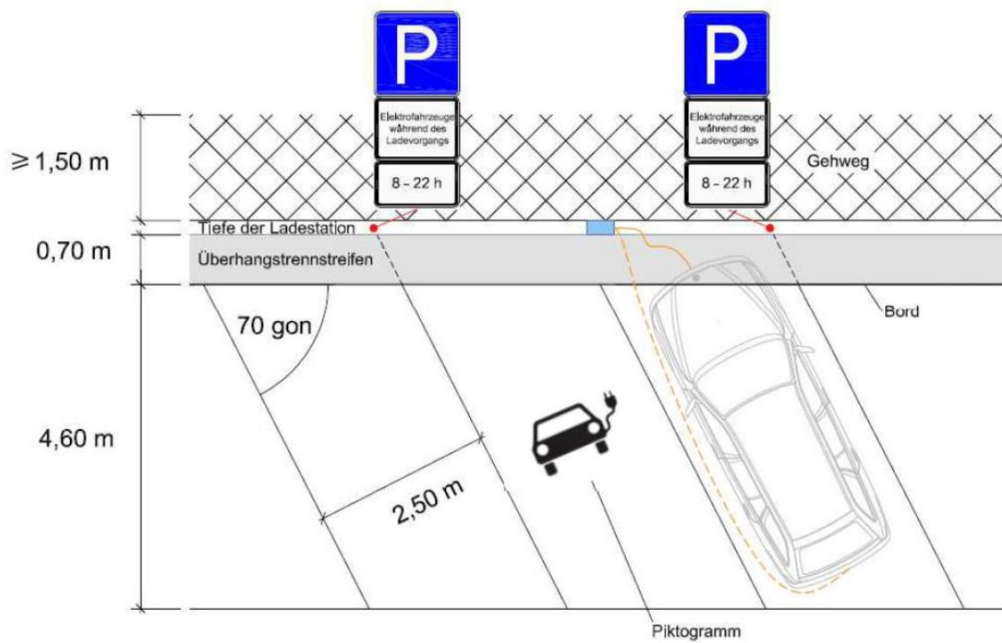 P
Elektrofahrzeuge
während des
Ladevorgangs
8 - 22 h
P
Elektrofahrzeuge
während des
Ladevorgangs
8 - 22 h
≥ 1,50 m
Gehweg
Tiefe der Ladestation
0,70 m
Überhangstrennstreifen
Bord
70 gon
4,60 m
2,50 m
Piktogramm